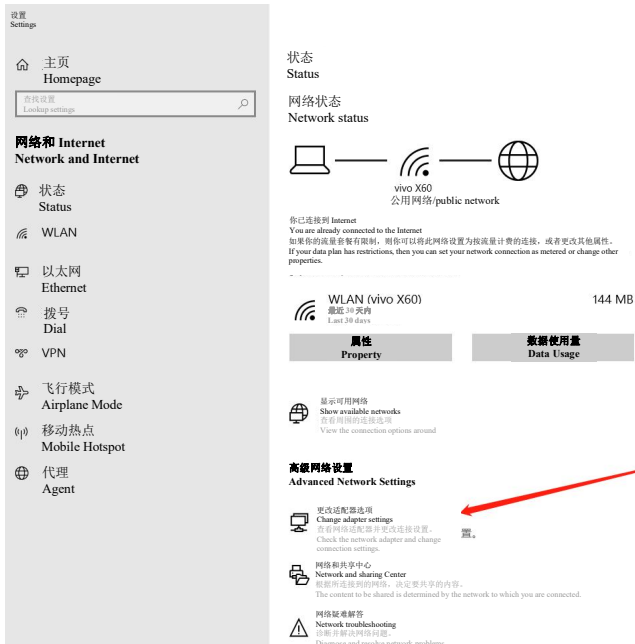 设置
Settings
主页
Homepage
查找设置
Lookup settings
网络和 Internet
Network and Internet
状态
Status
WLAN
以太网
Ethernet
拨号
Dial
VPN
飞行模式
Airplane Mode
移动热点
Mobile Hotspot
代理
Agent
状态
Status
网络状态
Network status
vivo X60
公用网络/public network
你已连接到 Internet
You are already connected to the Internet
如果你的流量套餐有限制，则你可以将此网络设置为按流量计费的连接，或者更改其他属性。
If your data plan has restrictions, then you can set your network connection as metered or change other
properties.
WLAN (vivo X60)
144 MB
最近 30 天内
Last 30 days
属性
Property
数据使用量
Data Usage
显示可用网络
Show available networks
查看周围的连接选项
View the connection options around
高级网络设置
Advanced Network Settings
更改适配器选项
Change adapter settings
查看网络适配器并更改连接设置。
置。
Check the network adapter and change
connection settings.
网络和共享中心
Network and sharing Center
根据所连接到的网络，决定要共享的内容。
The content to be shared is determined by the network to which you are connected.
网络疑难解答
Network troubleshooting
诊断并解决网络问题。
Diagnose and resolve network problems